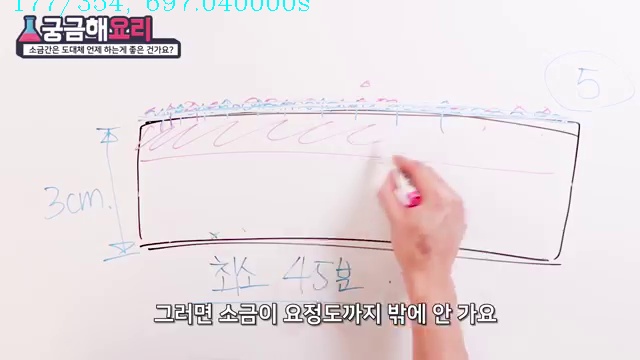 177/354, 697.040000s
궁금해요리
소금간은 도대체 언제 하는게 좋은 건가요?
5
3cm.
최소 45분
그러면 소금이 요정도까지 밖에 안 가요